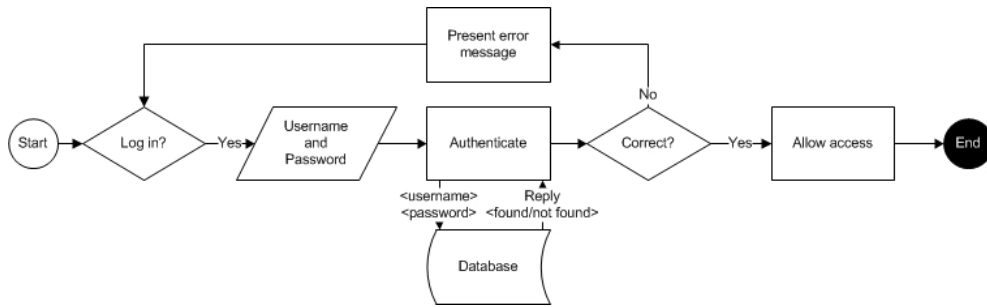 Present error
message
No
Start
Log in?
Yes
Username
and
Password
Authenticate
Correct?
Yes
Allow access
End
<username>
<password>
Reply
<found/not found>
Database